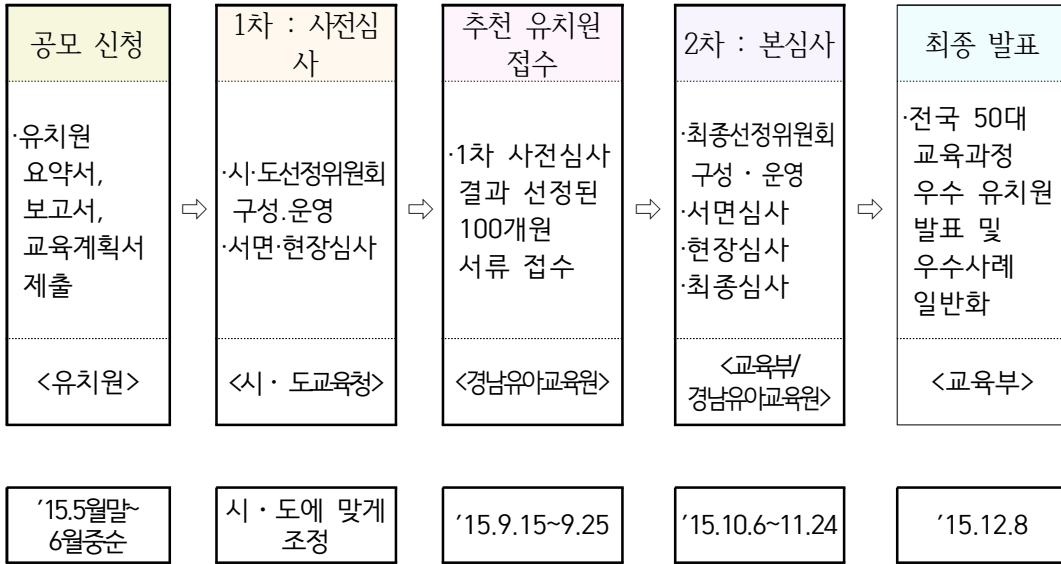 공모 신청
·유치원
요약서,
보고서,
교육계획서
제출
<유치원>
1차 : 사전심
사
·시·도선정위원회
구성.운영
·서면·현장심사
<시· 도교육청>
추천 유치원
접수
·1차 사전심사
결과 선정된
100개원
서류 접수
<경남유아교육원>
2차 : 본심사
·최종선정위원회
구성 · 운영
·서면심사
·현장심사
·최종심사
<교육부/
경남유아교육원>
최종 발표
·전국 50대
교육과정
우수 유치원
발표 및
우수사례
일반화
<교육부>
⇨
⇨
⇨
⇨
′15.5월말~
6월중순
시·도에 맞게
조정
′15.9.15~9.25
′15.10.6~11.24
′15.12.8